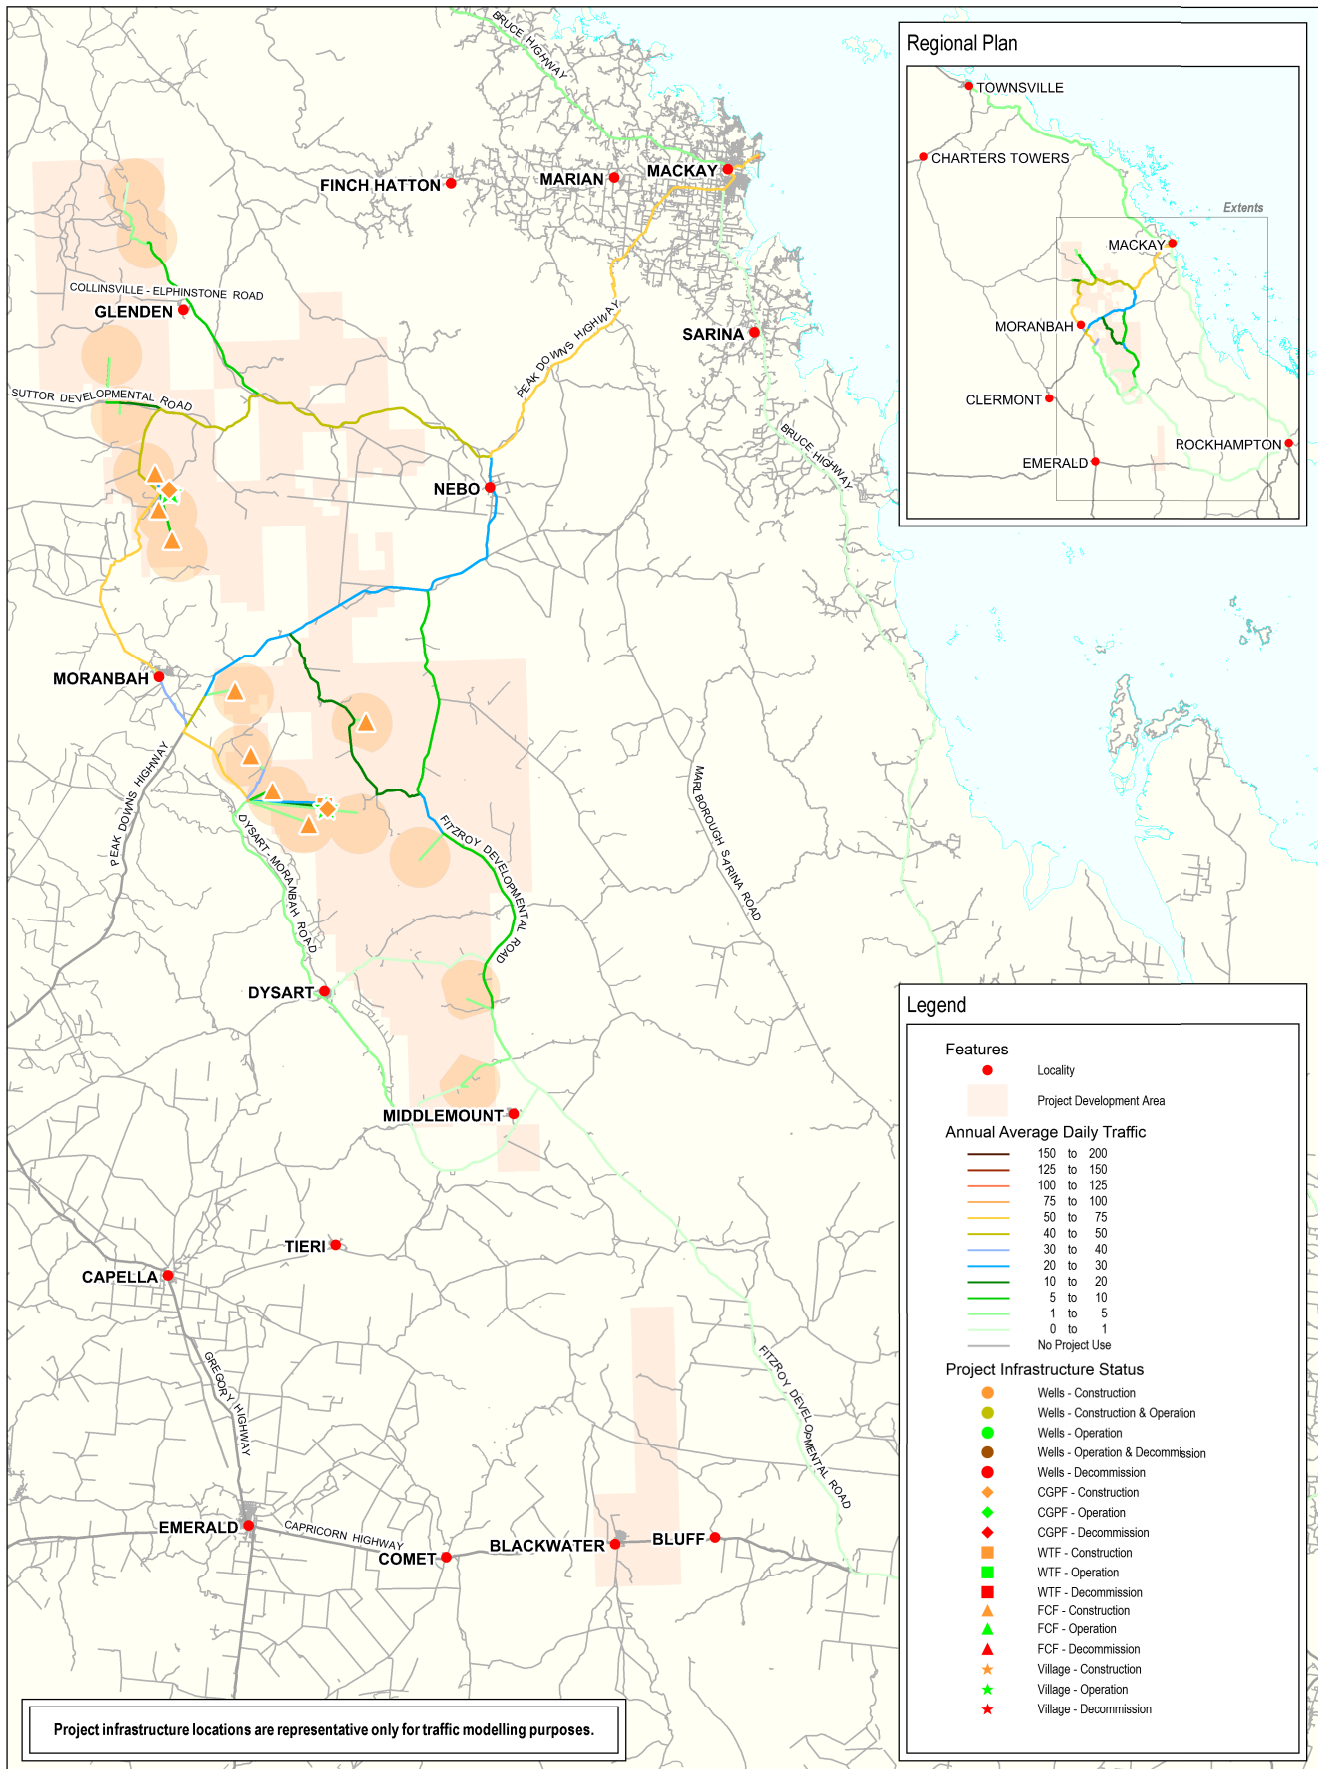 BRUCE HIGHWAY
FINCH HATTON
MARIAN
MACKAY
COLLINSVILLE - ELPHINSTONE ROAD
GLENDEN
SARINA
PEAK DOWNS HIGHWAY
SUTTOR DEVELOPMENTAL ROAD
BRUCE HIGHWAY
NEBO
MORANBAH
PEAK DOWNS HIGHWAY
MARLBOROUGH SARINA ROAD
DYSART - MORANBAH ROAD
FITZROY DEVELOPMENTAL ROAD
DYSART
MIDDLEMOUNT
TIERI
CAPELLA
GREGORY HIGHWAY
FITZROY DEVELOPMENTAL ROAD
EMERALD
CAPRICORN HIGHWAY
COMET
BLACKWATER
BLUFF
Project infrastructure locations are representative only for traffic modelling purposes.
Regional Plan
TOWNSVILLE
CHARTERS TOWERS
Extents
MACKAY
MORANBAH
CLERMONT
ROCKHAMPTON
EMERALD
Legend
Features
Locality
Project Development Area
Annual Average Daily Traffic
150 to 200
125 to 150
100 to 125
75 to 100
50 to 75
40 to 50
30 to 40
20 to 30
10 to 20
5 to 10
1 to 5
0 to 1
No Project Use
Project Infrastructure Status
Wells - Construction
Wells - Construction & Operation
Wells - Operation
Wells - Operation & Decommission
Wells - Decommission
CGPF - Construction
CGPF - Operation
CGPF - Decommission
WTF - Construction
WTF - Operation
WTF - Decommission
FCF - Construction
FCF - Operation
FCF - Decommission
Village - Construction
Village - Operation
Village - Decommission